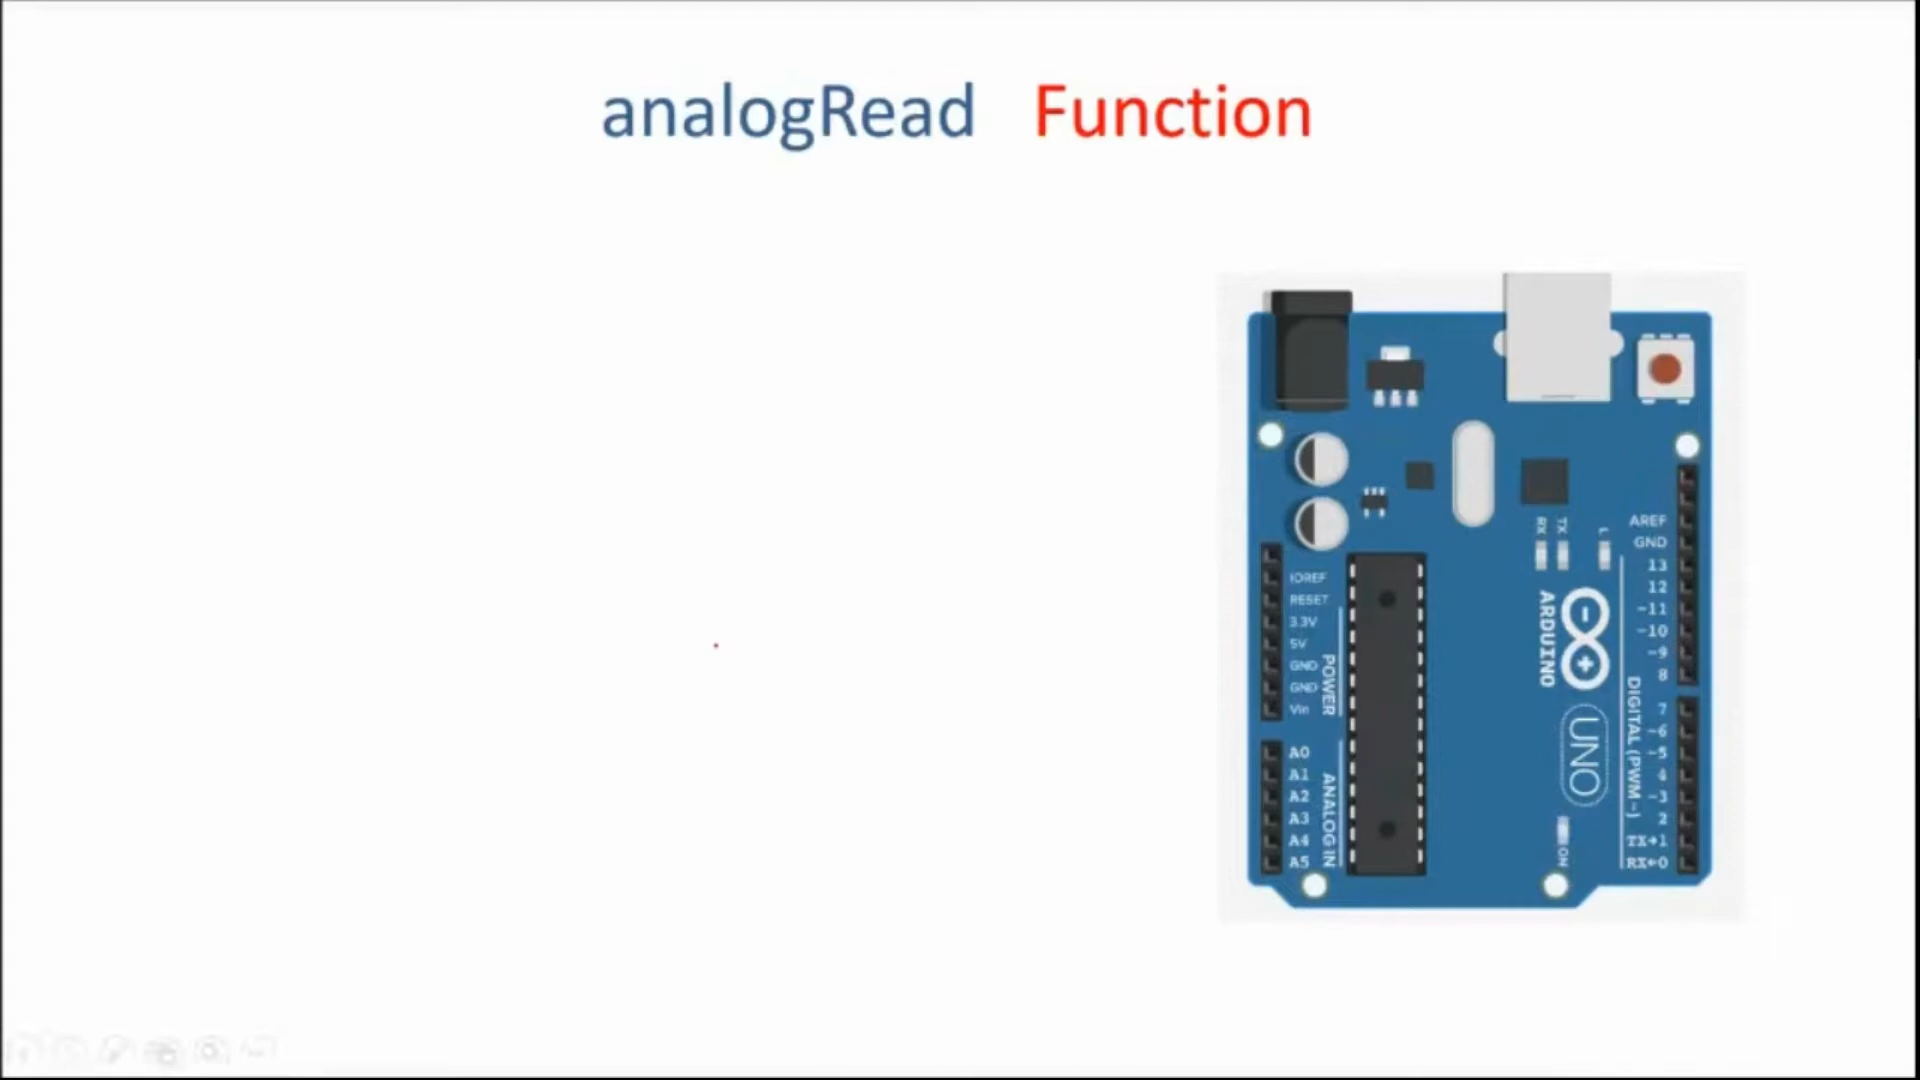 analogRead Function
IOREF
RESET
3.3V
5V
GND
GND
Vin
POWER
A0
A1
A2
A3
A4
A5
ANALOG IN
RX
TX
L
ARDUINO
UNO
ON
AREF
GND
13
12
~11
~10
~9
8
7
~6
~5
4
~3
2
TX→1
RX←0
DIGITAL (PWM~)